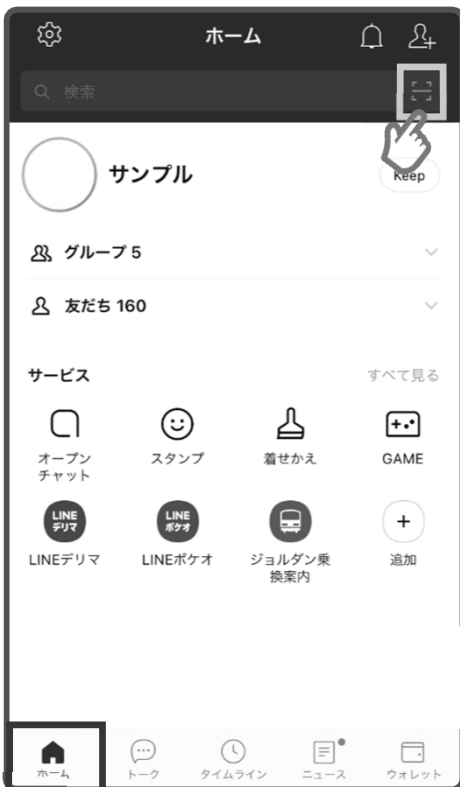 ホーム
検索
サンプル
Keep
グループ 5
友だち 160
サービス
すべて見る
オープン
チャット
スタンプ
着せかえ
GAME
LINE
デリマ
LINE
ポケオ
LINEデリマ
LINEポケオ
ジョルダン乗
換案内
追加
ホーム
トーク
タイムライン
ニュース
ウォレット